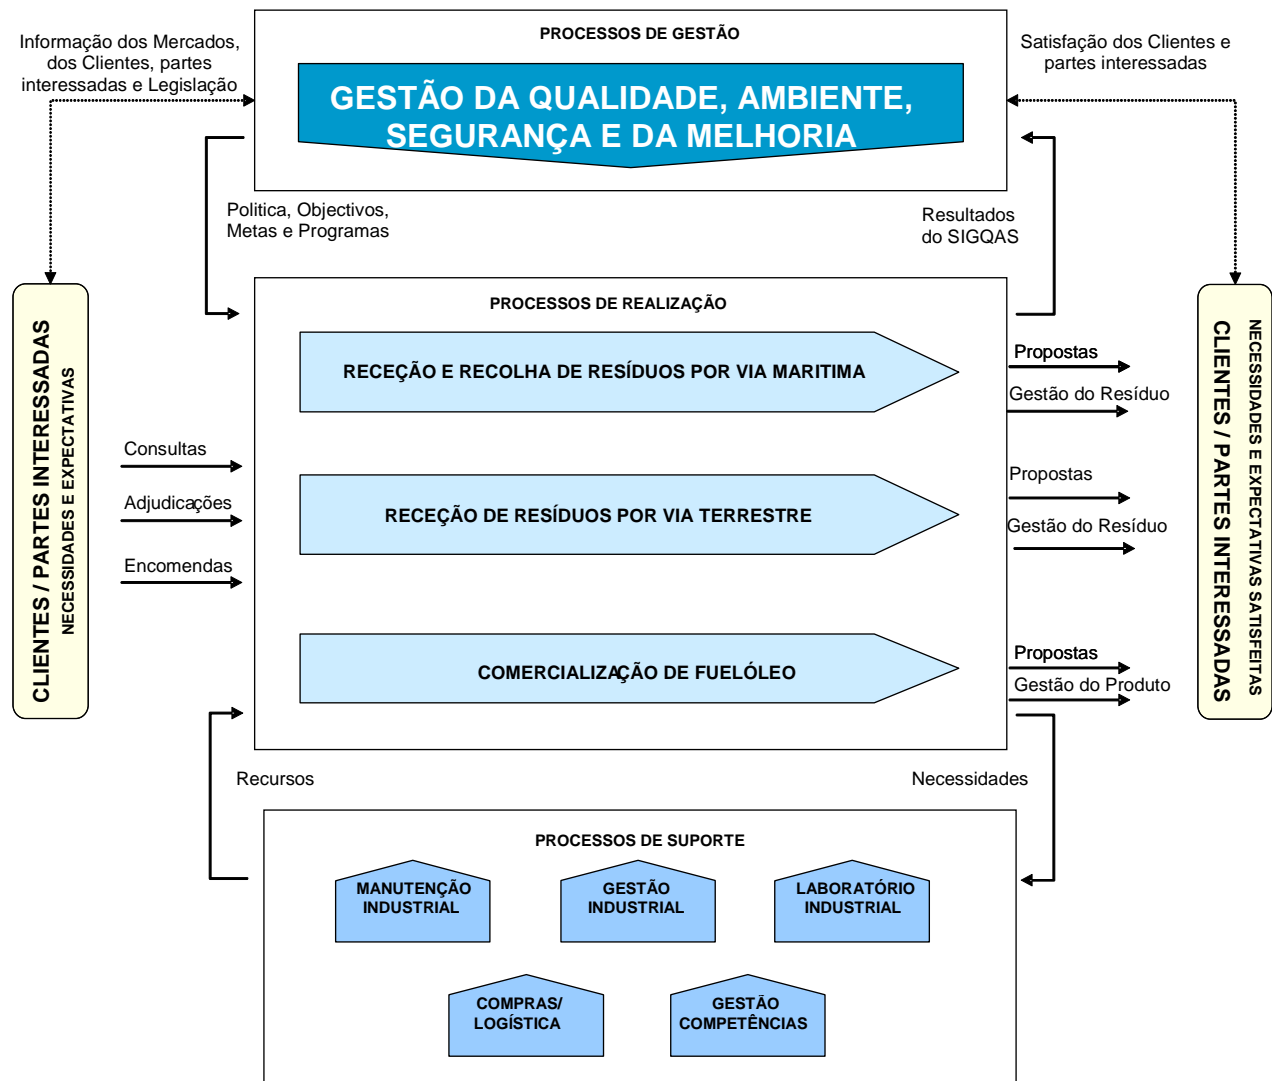 PROCESSOS DE GESTÃO
Informação dos Mercados,
dos Clientes, partes
interessadas e Legislação
Satisfação dos Clientes e
partes interessadas
GESTÃO DA QUALIDADE, AMBIENTE,
SEGURANÇA E DA MELHORIA
Politica, Objectivos,
Metas e Programas
Resultados
do SIGQAS
CLIENTES / PARTES INTERESSADAS
NECESSIDADES E EXPECTATIVAS
PROCESSOS DE REALIZAÇÃO
RECEÇÃO E RECOLHA DE RESÍDUOS POR VIA MARITIMA
Propostas
Gestão do Resíduo
Consultas
Adjudicações
Encomendas
RECEÇÃO DE RESÍDUOS POR VIA TERRESTRE
Propostas
Gestão do Resíduo
COMERCIALIZAÇÃO DE FUELÓLEO
Propostas
Gestão do Produto
NECESSIDADES E EXPECTATIVAS SATISFEITAS
CLIENTES / PARTES INTERESSADAS
Recursos
Necessidades
PROCESSOS DE SUPORTE
MANUTENÇÃO
INDUSTRIAL
GESTÃO
INDUSTRIAL
LABORATÓRIO
INDUSTRIAL
COMPRAS/
LOGÍSTICA
GESTÃO
COMPETÊNCIAS